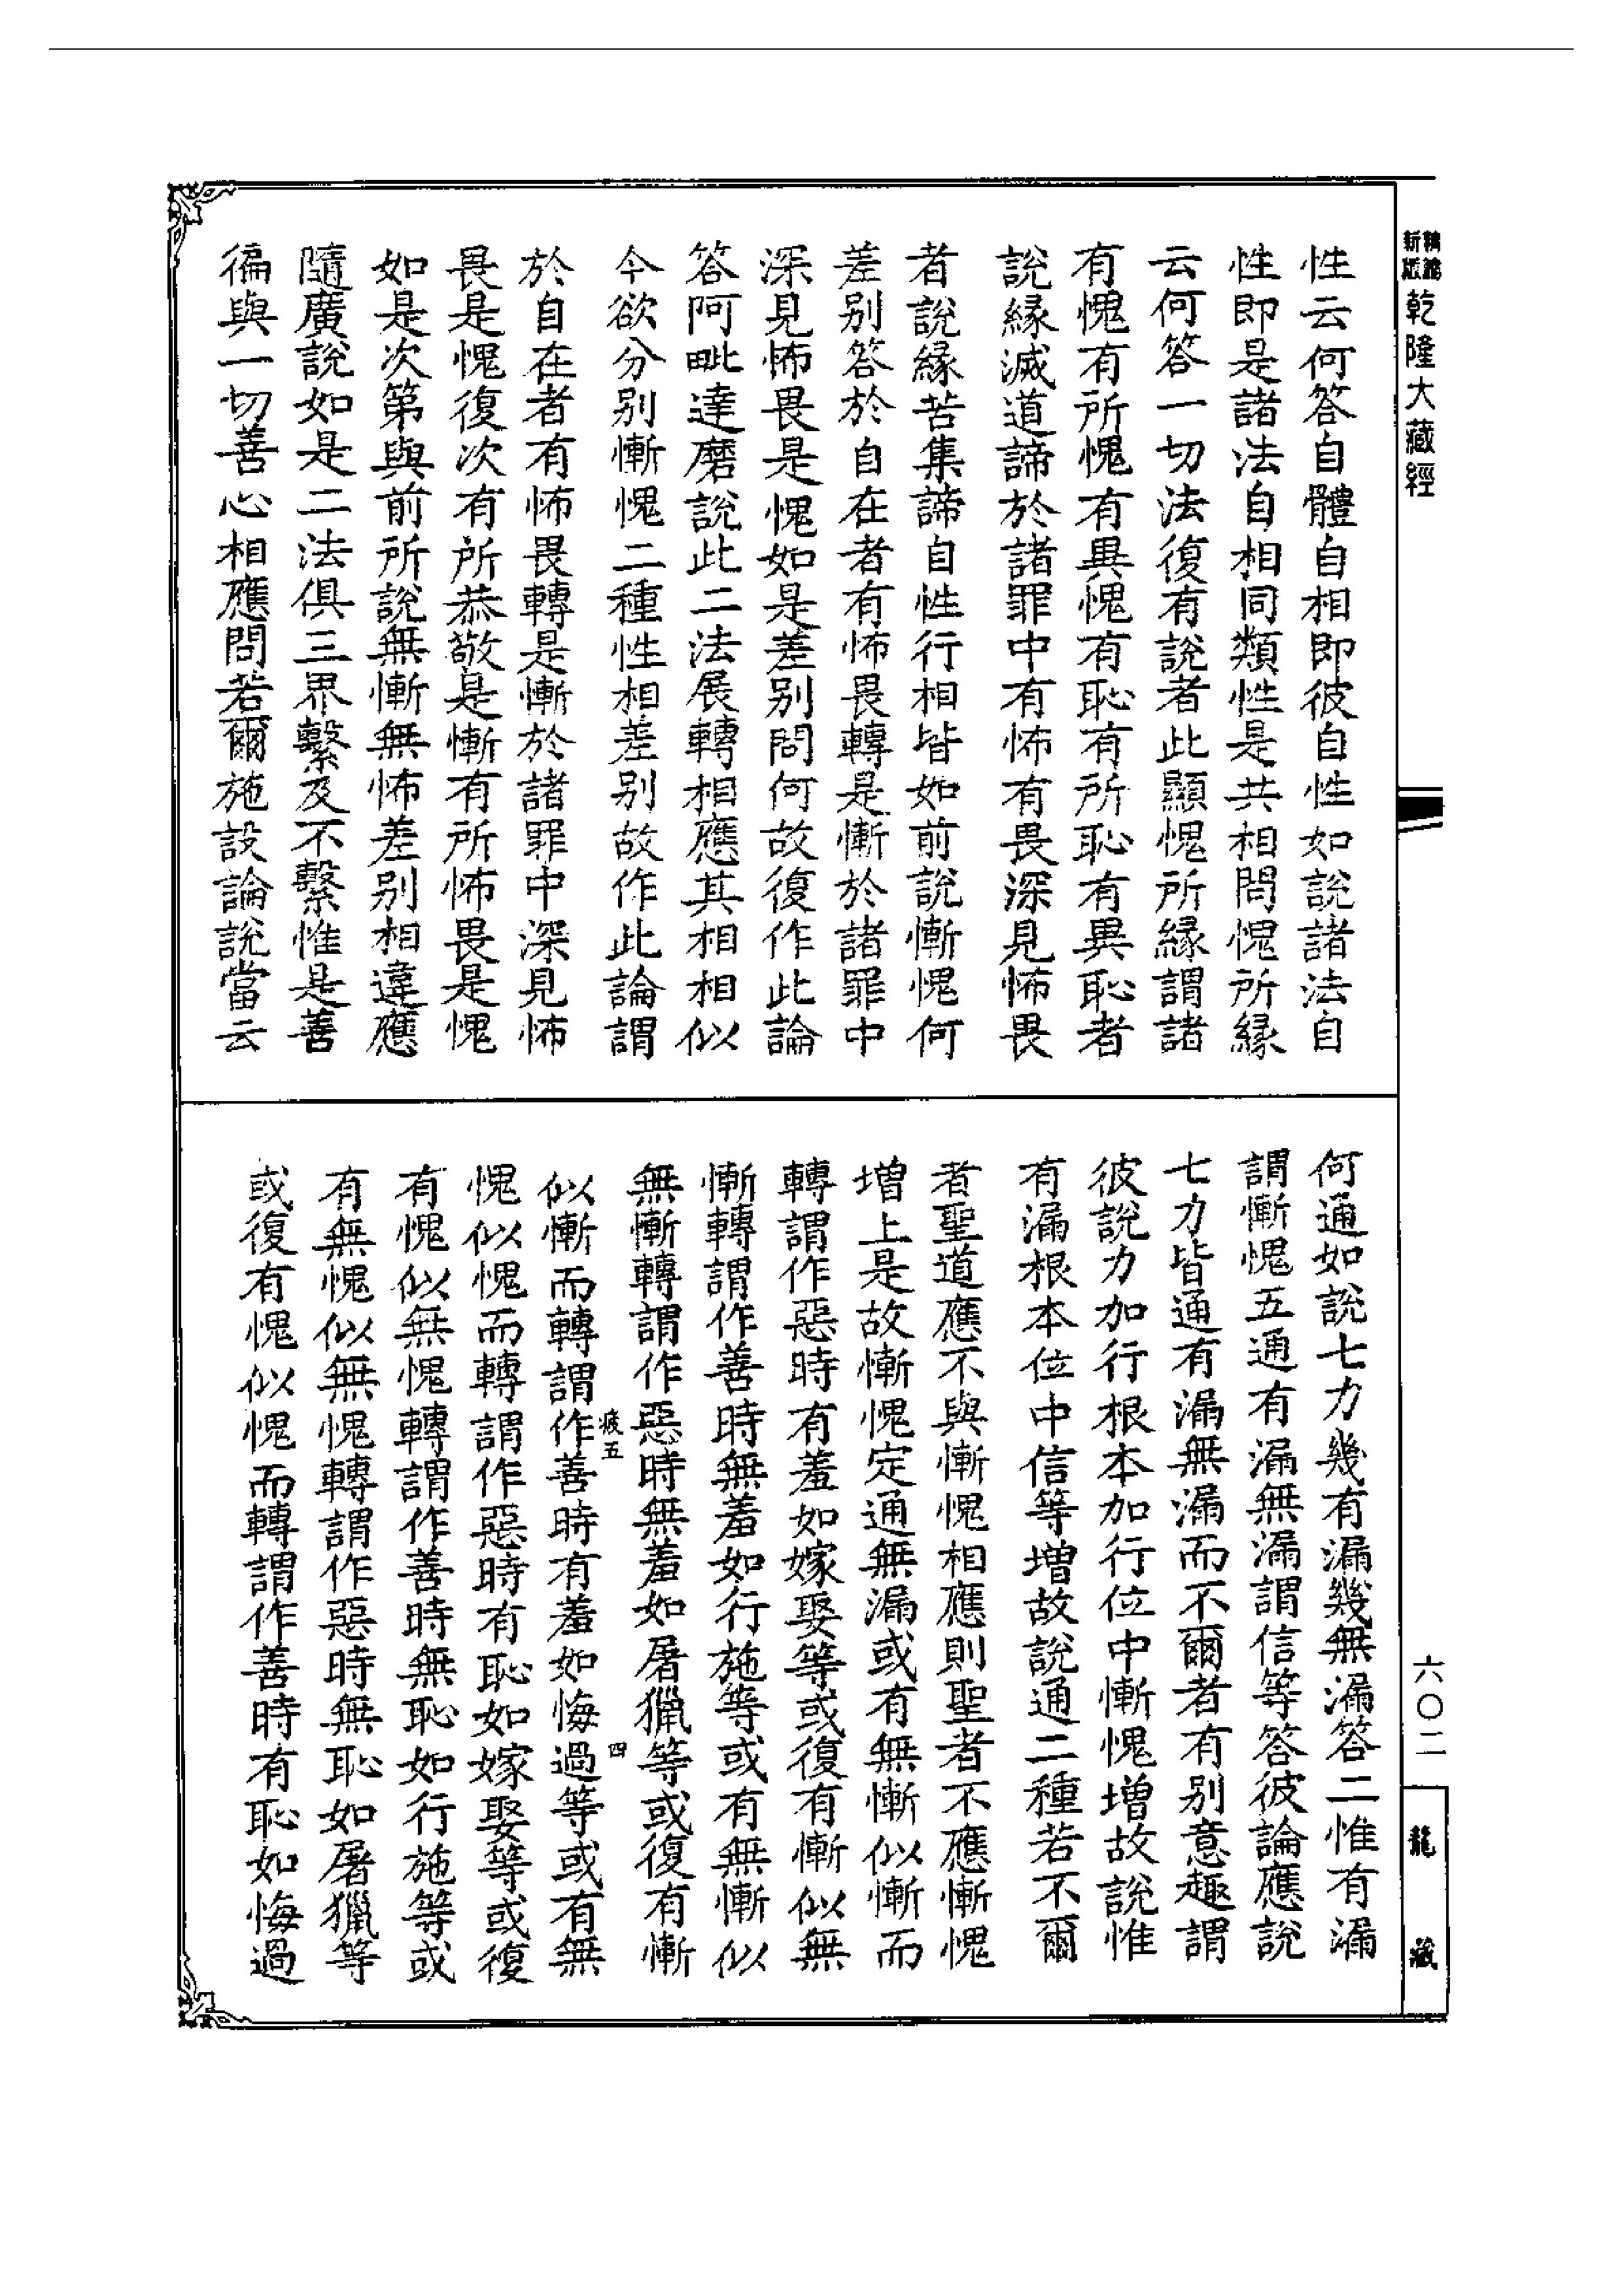 新版
乾隆大藏經
性云何答自體自相即彼自性如說諸法自
性即是諸法自相同類性是共相問愧所緣
云何答一切法復有說者此顯愧所緣謂諸
有愧有所愧有異愧有恥有所恥有異恥者
說緣滅道諦於諸罪中有怖有畏深見怖畏
者說緣苦集諦自性行相皆如前說慚愧何
差別答於自在者有怖畏轉是慚於諸罪中
深見怖畏是愧如是差別問何故復作此論
答阿毗達磨說此二法展轉相應其相相似
今欲分別慚愧二種性相差別故作此論謂
於自在者有怖畏轉是慚於諸罪中深見怖
畏是愧復次有所恭敬是慚有所怖畏是愧
如是次第與前所說無慚無怖差別相違應
隨廣說如是二法俱三界繫及不繫惟是善
徧與一切善心相應問若爾施設論說當云
何通如說七力幾有漏幾無漏答二惟有漏
謂慚愧五通有漏無漏謂信等答彼論應說
七力皆通有漏無漏而不爾者有別意趣謂
彼說力加行根本加行位中慚愧增故說惟
有漏根本位中信等增故說通二種若不爾
者聖道應不與慚愧相應則聖者不應慚愧
增上是故慚愧定通無漏或有無慚似慚而
轉謂作惡時有羞如嫁娶等或復有慚似無
慚轉謂作善時無羞如行施等或有無慚似
無慚轉謂作惡時無羞如屠獵等或復有慚
疲五
四
似慚而轉謂作善時有羞如悔過等或有無
愧似愧而轉謂作惡時有恥如嫁娶等或復
有愧似無愧轉謂作善時無恥如行施等或
有無愧似無愧轉謂作惡時無恥如屠獵等
或復有愧似愧而轉謂作善時有恥如悔過
六〇二
龍藏